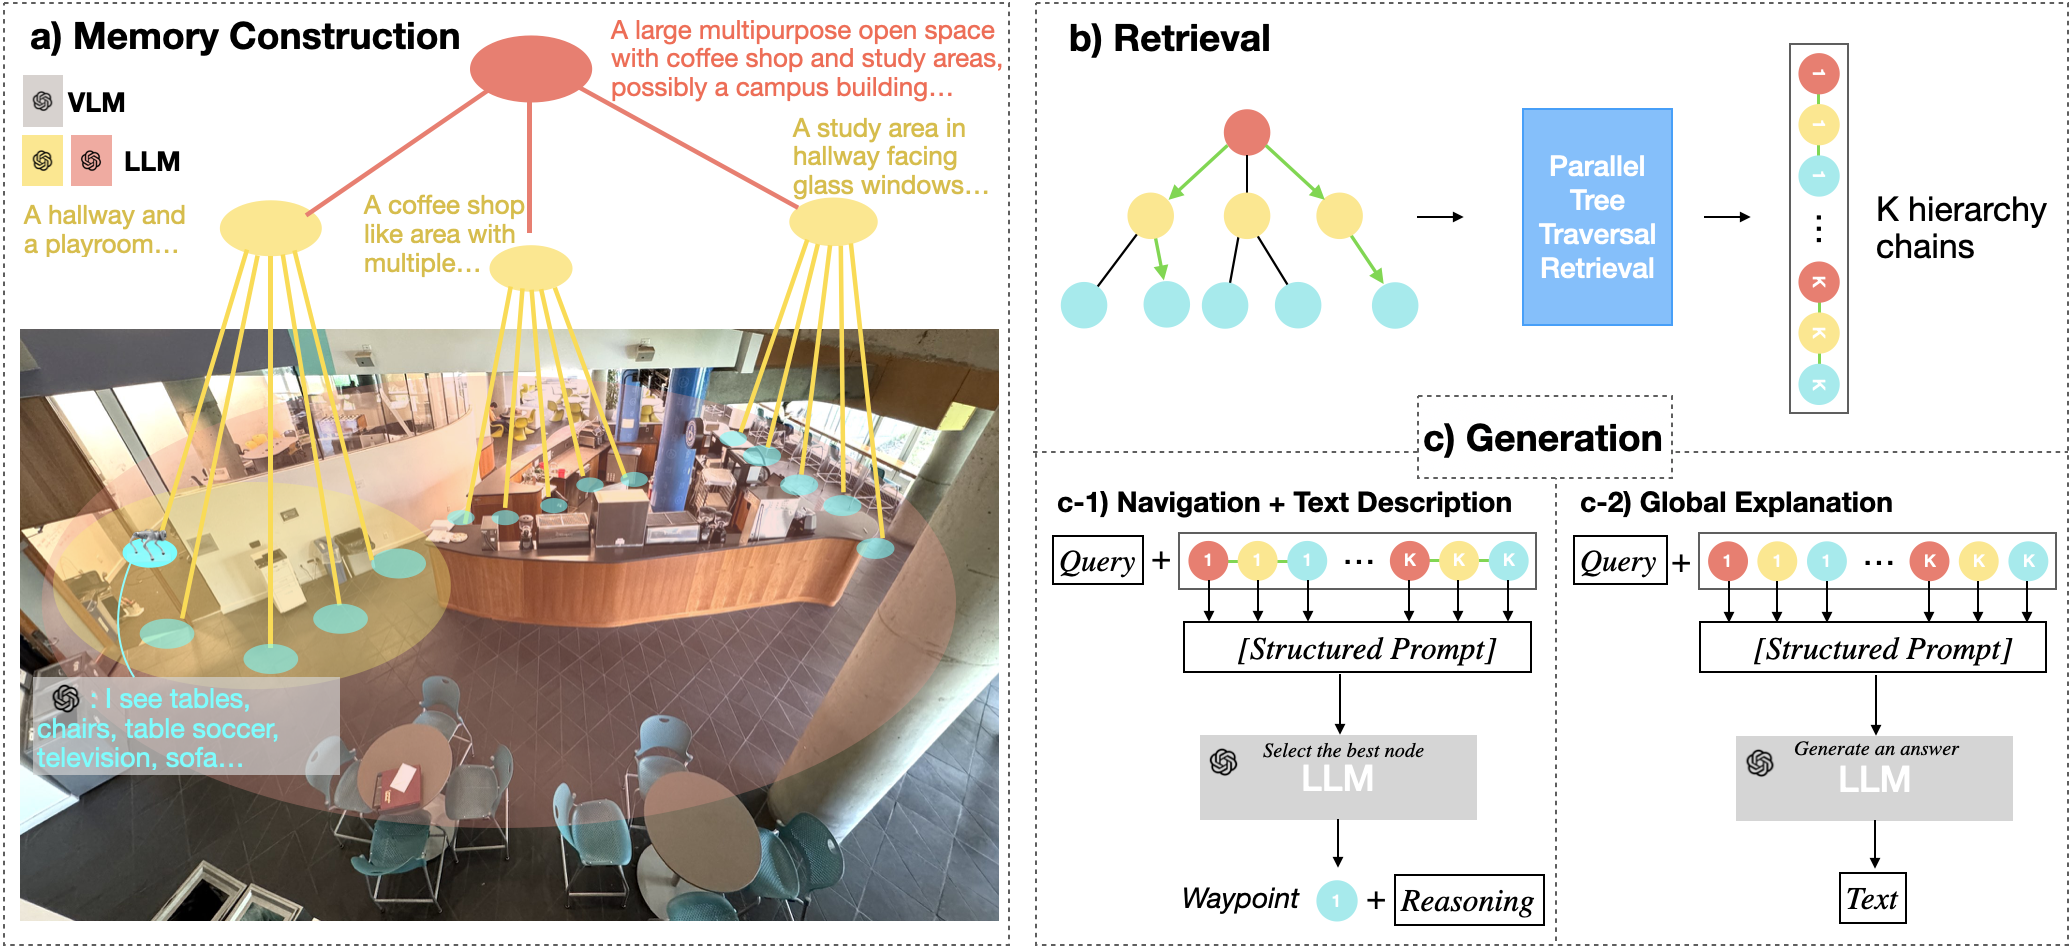 a) Memory Construction
VLM
LLM
A large multipurpose open space
with coffee shop and study areas,
possibly a campus building...
A study area in
hallway facing
glass windows...
A hallway and
a playroom...
A coffee shop
like area with
multiple...
: I see tables,
chairs, table soccer,
television, sofa...
b) Retrieval
Parallel
Tree
Traversal
Retrieval
1
1
1
K
K
K
K hierarchy
chains
c) Generation
c-1) Navigation + Text Description
Query + 1 1 1 ... K K K
[Structured Prompt]
Select the best node
LLM
Waypoint 1 + Reasoning
c-2) Global Explanation
Query + 1 1 1 ... K K K
[Structured Prompt]
Generate an answer
LLM
Text